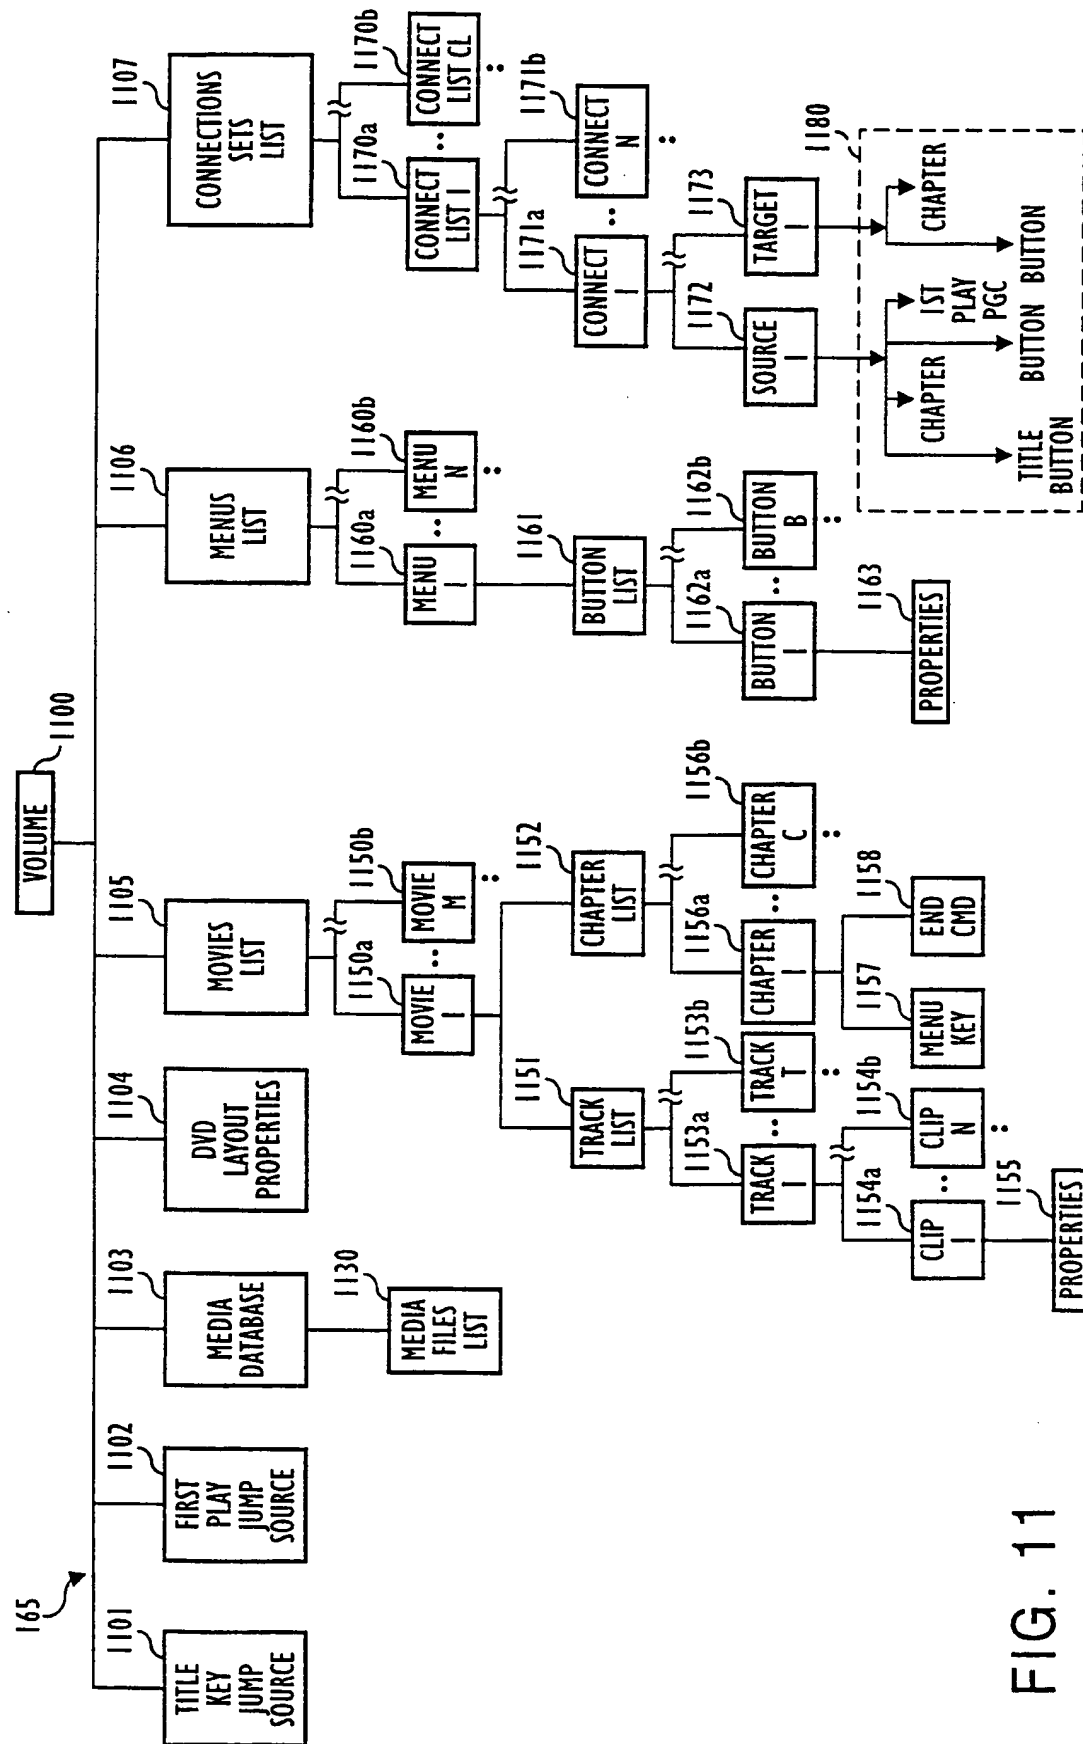 VOLUME
1100
165
1101
TITLE
KEY
JUMP
SOURCE
1102
FIRST
PLAY
JUMP
SOURCE
1103
MEDIA
DATABASE
1130
MEDIA
FILES
LIST
1104
DVD
LAYOUT
PROPERTIES
1105
MOVIES
LIST
1150a
MOVIE
1
..
1150b
MOVIE
M
..
1151
TRACK
LIST
1152
CHAPTER
LIST
1153a
TRACK
1
..
1153b
TRACK
T
..
1154a
CLIP
1
..
1154b
CLIP
N
..
1155
PROPERTIES
1156a
CHAPTER
1
..
1156b
CHAPTER
C
..
1157
MENU
KEY
1158
END
CMD
1106
MENUS
LIST
1160a
MENU
1
..
1160b
MENU
N
..
1161
BUTTON
LIST
1162a
BUTTON
1
..
1162b
BUTTON
B
..
1163
PROPERTIES
1107
CONNECTIONS
SETS
LIST
1170a
CONNECT
LIST 1
..
1170b
CONNECT
LIST CL
..
1171a
CONNECT
1
..
1171b
CONNECT
N
..
1172
SOURCE
1
1173
TARGET
1
1180
TITLE
BUTTON
CHAPTER
BUTTON
1ST
PLAY
PGC
BUTTON
CHAPTER
FIG. 11